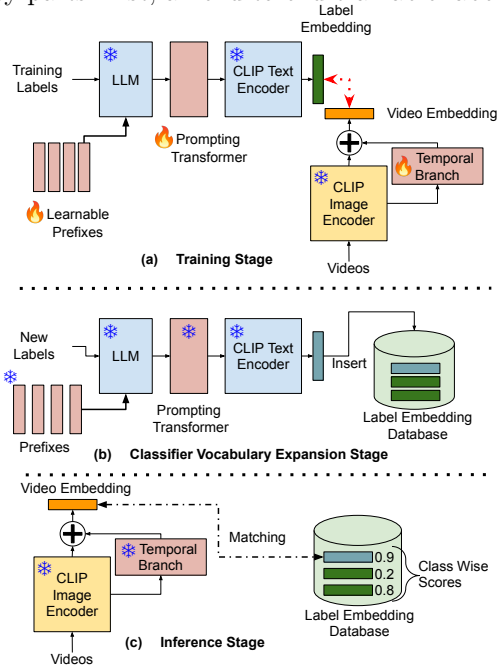 Label
Embedding
Training
Labels
LLM
CLIP Text
Encoder
Video Embedding
Prompting
Transformer
Temporal
Branch
CLIP
Image
Encoder
Learnable
Prefixes
(a) Training Stage
Videos
New
Labels
LLM
CLIP Text
Encoder
Insert
Prompting
Transformer
Prefixes
Label Embedding
Database
(b) Classifier Vocabulary Expansion Stage
Video Embedding
Matching
Temporal
Branch
CLIP
Image
Encoder
0.9
0.2
0.8
Class Wise
Scores
Label Embedding
Database
(c) Inference Stage
Videos